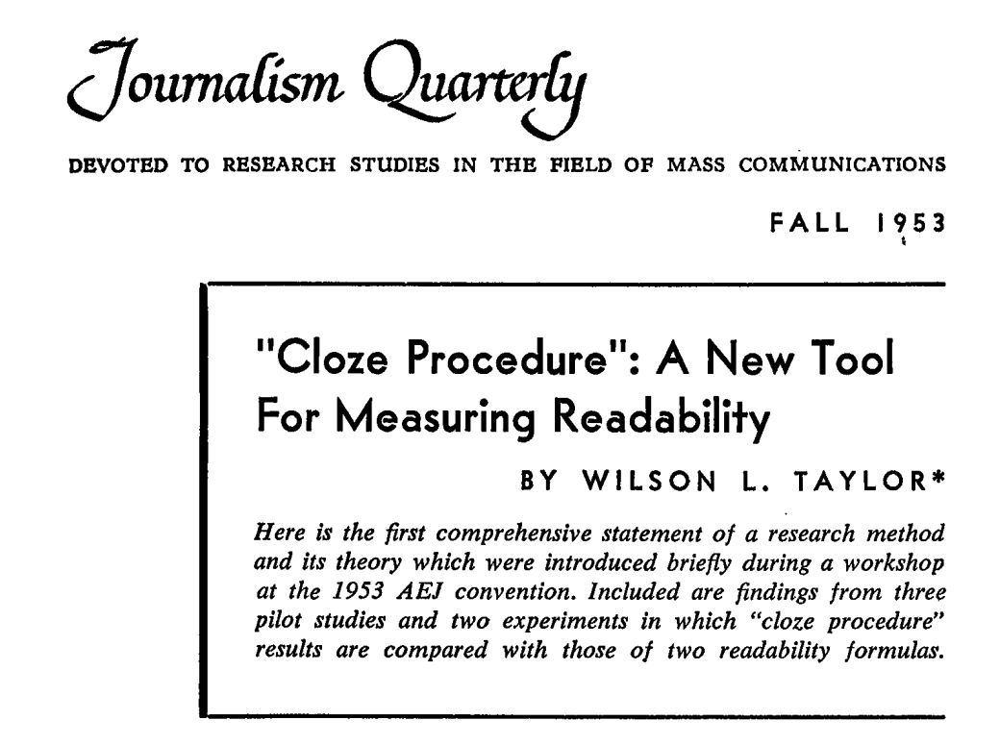 Journalism Quarterly
DEVOTED TO RESEARCH STUDIES IN THE FIELD OF MASS COMMUNICATIONS
FALL 1953
"Cloze Procedure": A New Tool
For Measuring Readability
BY WILSON L. TAYLOR*
Here is the first comprehensive statement of a research method
and its theory which were introduced briefly during a workshop
at the 1953 AEJ convention. Included are findings from three
pilot studies and two experiments in which “cloze procedure”
results are compared with those of two readability formulas.